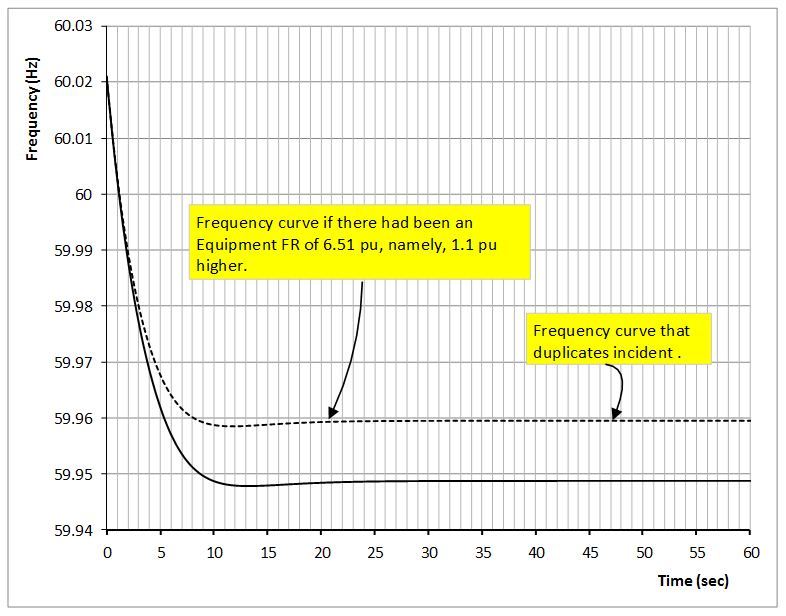 60.03
60.02
60.01
60
59.99
59.98
59.97
59.96
59.95
59.94
Frequency (Hz)
Frequency curve if there had been an
Equipment FR of 6.51 pu, namely, 1.1 pu
higher.
Frequency curve that
duplicates incident .
0 5 10 15 20 25 30 35 40 45 50 55 60
Time (sec)